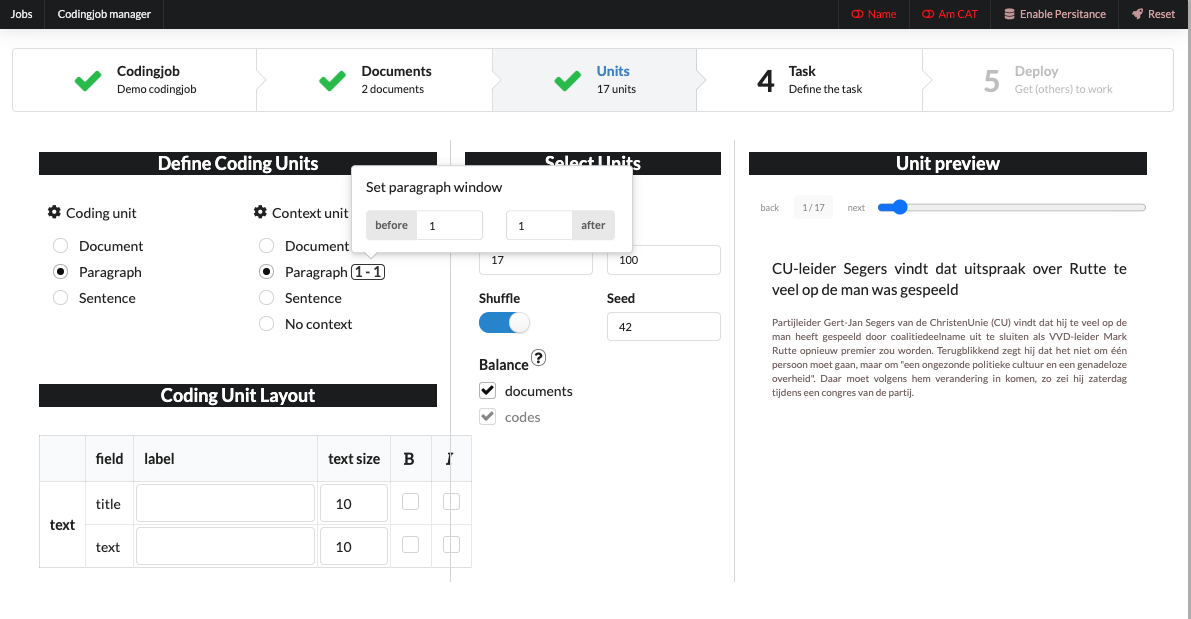 Jobs
Codingjob manager
Name
Am CAT
Enable Persitance
Reset
Codingjob
Demo codingjob
Documents
2 documents
Units
17 units
4
Task
Define the task
5
Deploy
Get (others) to work
Define Coding Units
Coding unit
Document
Paragraph
Sentence
Context unit
Document
Paragraph 1 - 1
Sentence
No context
Set paragraph window
before 1
1 after
Select Units
17
100
Shuffle
Seed
42
Balance ?
documents
codes
Coding Unit Layout
field label text size B I
text
title 10
text 10
Unit preview
back 1 / 17 next
CU-leider Segers vindt dat uitspraak over Rutte te
veel op de man was gespeeld
Partijleider Gert-Jan Segers van de ChristenUnie (CU) vindt dat hij te veel op de
man heeft gespeeld door coalitiedeelname uit te sluiten als VVD-leider Mark
Rutte opnieuw premier zou worden. Terugblikkend zegt hij dat het niet om één
persoon moet gaan, maar om "een ongezonde politieke cultuur en een genadeloze
overheid". Daar moet volgens hem verandering in komen, zo zei hij zaterdag
tijdens een congres van de partij.